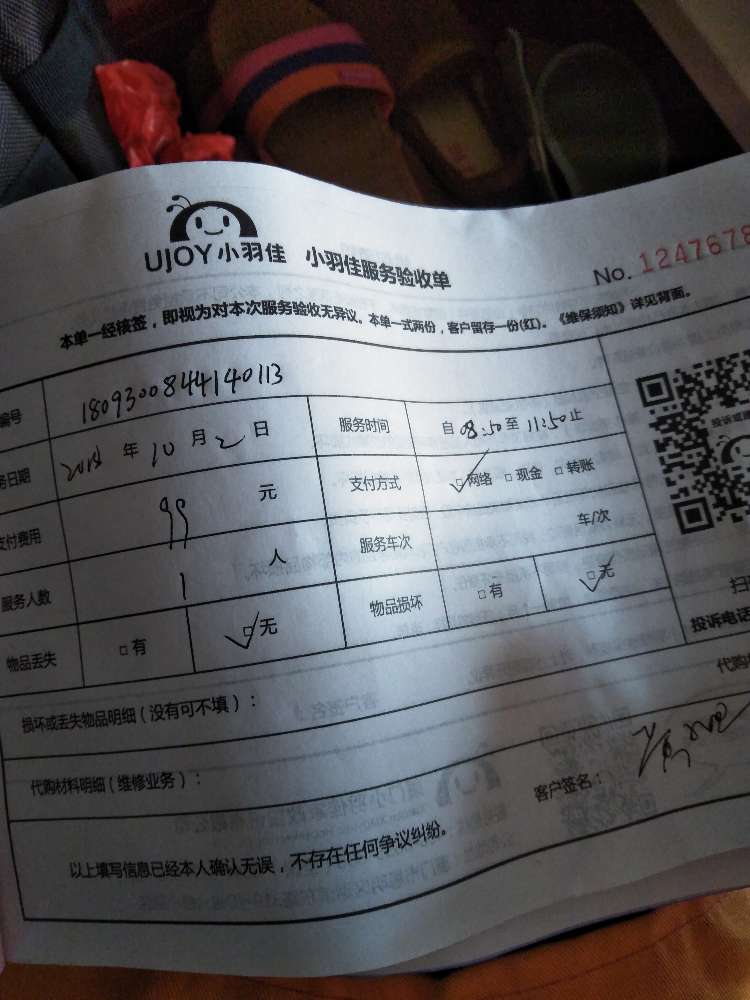 UJOY小羽佳 小羽佳服务验收单
No. 1247678
本单一经核签，即视为对本次服务验收无异议。本单一式两份，客户留存一份(红)。《维保须知》详见背面。
编号 1809300844140113
务日期 2018 年 10 月 2 日 服务时间 自 08:50 至 11:50 止
支付费用 99 元 支付方式 ☑网络 □现金 □转账
服务人数 1 人 服务车次 车/次
物品丢失 □有 ☑无 物品损坏 □有 ☑无
投诉电话
损坏或丢失物品明细（没有可不填）：
代购材料明细（维修业务）：
代购
客户签名：
以上填写信息已经本人确认无误，不存在任何争议纠纷。